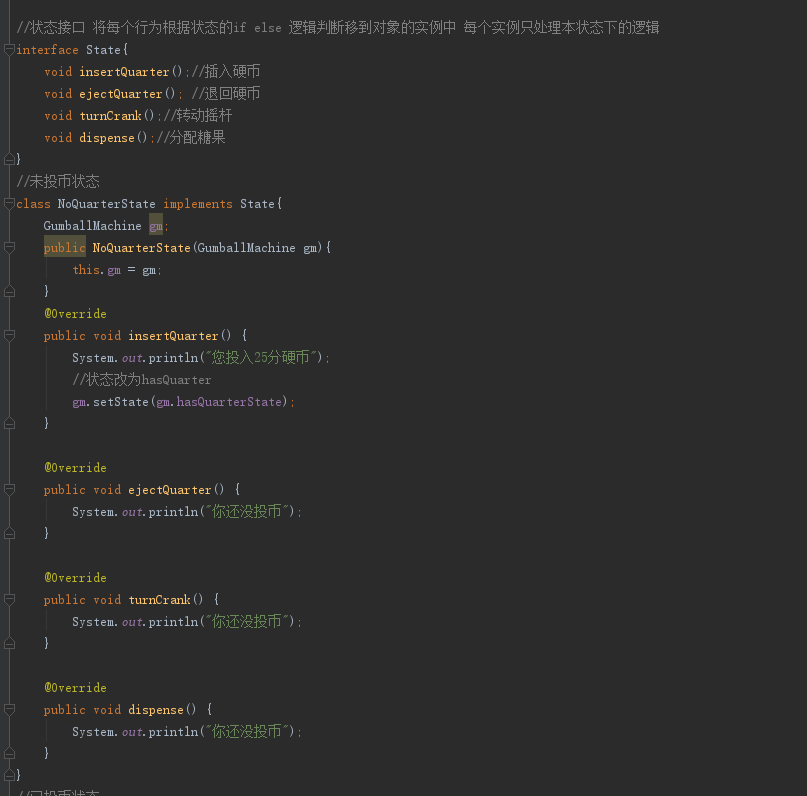 //状态接口 将每个行为根据状态的if else 逻辑判断移到对象的实例中 每个实例只处理本状态下的逻辑
interface State{
    void insertQuarter();//插入硬币
    void ejectQuarter(); //退回硬币
    void turnCrank();//转动摇杆
    void dispense();//分配糖果
}
//未投币状态
class NoQuarterState implements State{
    GumballMachine gm;
    public NoQuarterState(GumballMachine gm){
        this.gm = gm;
    }
    @Override
    public void insertQuarter() {
        System.out.println("您投入25分硬币");
        //状态改为hasQuarter
        gm.setState(gm.hasQuarterState);
    }

    @Override
    public void ejectQuarter() {
        System.out.println("你还没投币");
    }

    @Override
    public void turnCrank() {
        System.out.println("你还没投币");
    }

    @Override
    public void dispense() {
        System.out.println("你还没投币");
    }
}
//已投币状态